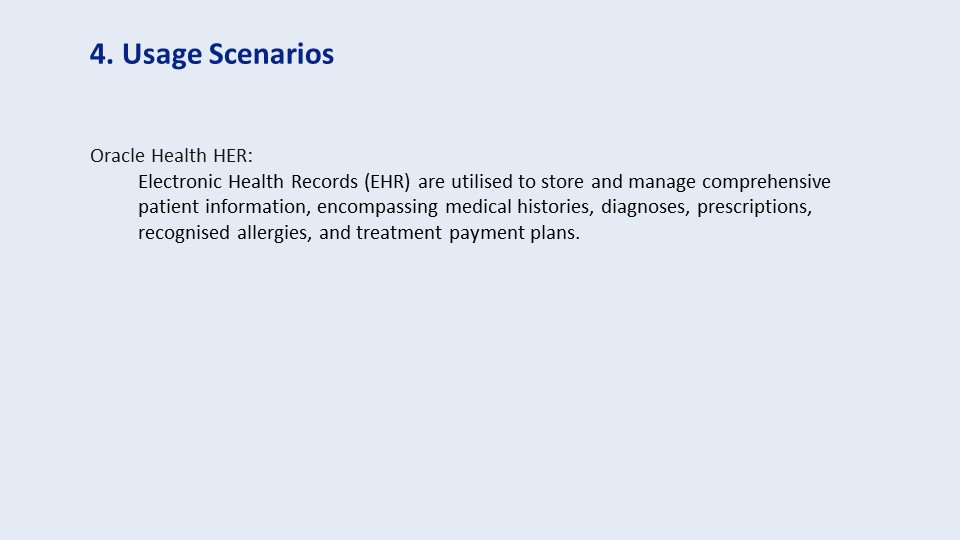 4. Usage Scenarios
Oracle Health HER:
Electronic Health Records (EHR) are utilised to store and manage comprehensive
patient information, encompassing medical histories, diagnoses, prescriptions,
recognised allergies, and treatment payment plans.